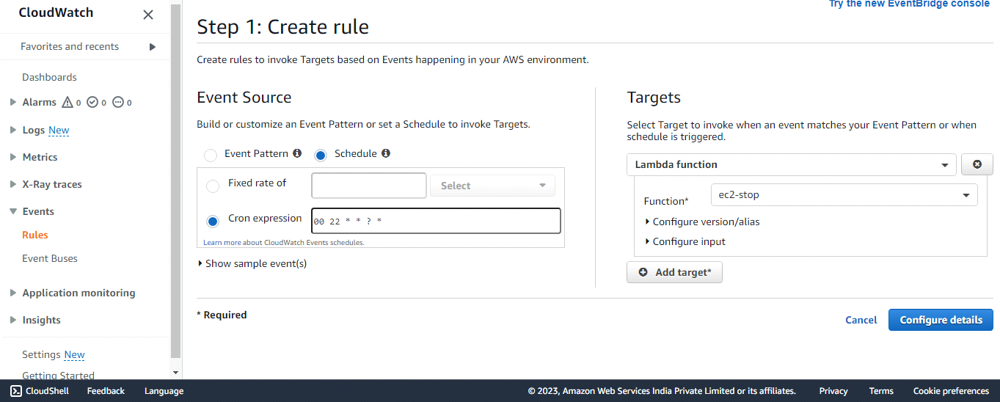 CloudWatch
Favorites and recents
Dashboards
Alarms 0 0 0
Logs New
Metrics
X-Ray traces
Events
Rules
Event Buses
Application monitoring
Insights
Settings New
Getting Started
Try the new EventBridge console
Step 1: Create rule
Create rules to invoke Targets based on Events happening in your AWS environment.
Event Source
Build or customize an Event Pattern or set a Schedule to invoke Targets.
Event Pattern Schedule
Fixed rate of Select
Cron expression 00 22 * * ? *
Learn more about CloudWatch Events schedules.
Show sample event(s)
Targets
Select Target to invoke when an event matches your Event Pattern or when
schedule is triggered.
Lambda function
Function* ec2-stop
Configure version/alias
Configure input
Add target*
* Required
Cancel Configure details
CloudShell Feedback Language © 2023, Amazon Web Services India Private Limited or its affiliates. Privacy Terms Cookie preferences